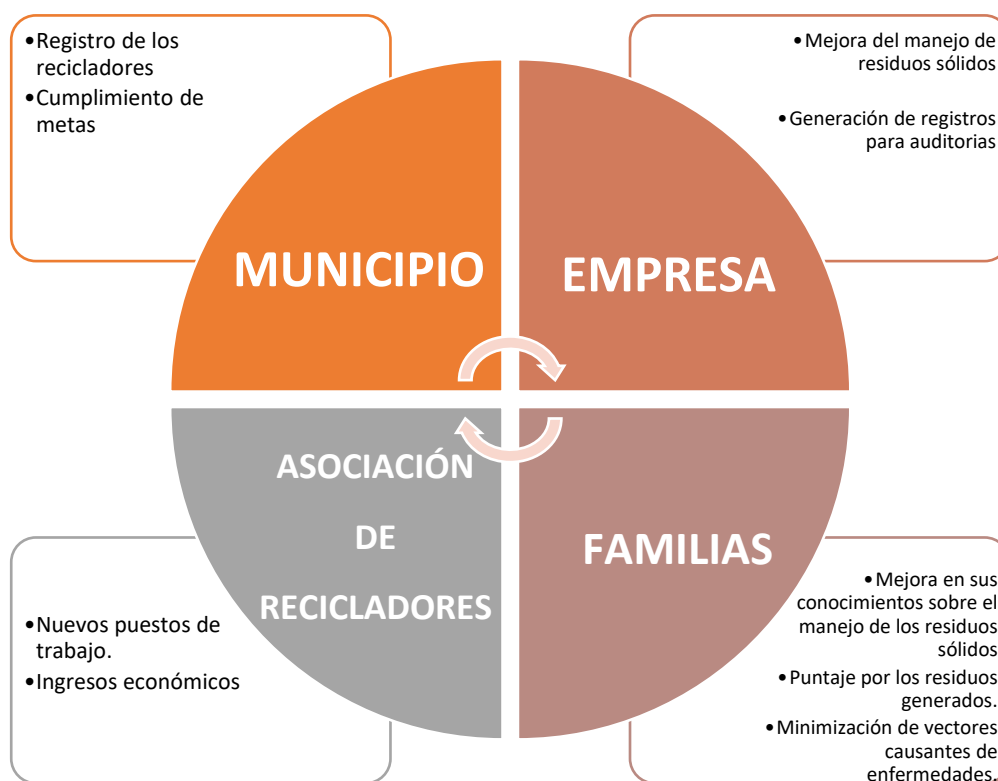 •Registro de los
recicladores
•Cumplimiento de
metas
•Mejora del manejo de
residuos sólidos
•Generación de registros
para auditorias
MUNICIPIO
EMPRESA
ASOCIACIÓN
DE
RECICLADORES
FAMILIAS
•Nuevos puestos de
trabajo.
•Ingresos económicos
•Mejora en sus
conocimientos sobre el
manejo de los residuos
sólidos
•Puntaje por los residuos
generados.
•Minimización de vectores
causantes de
enfermedades.